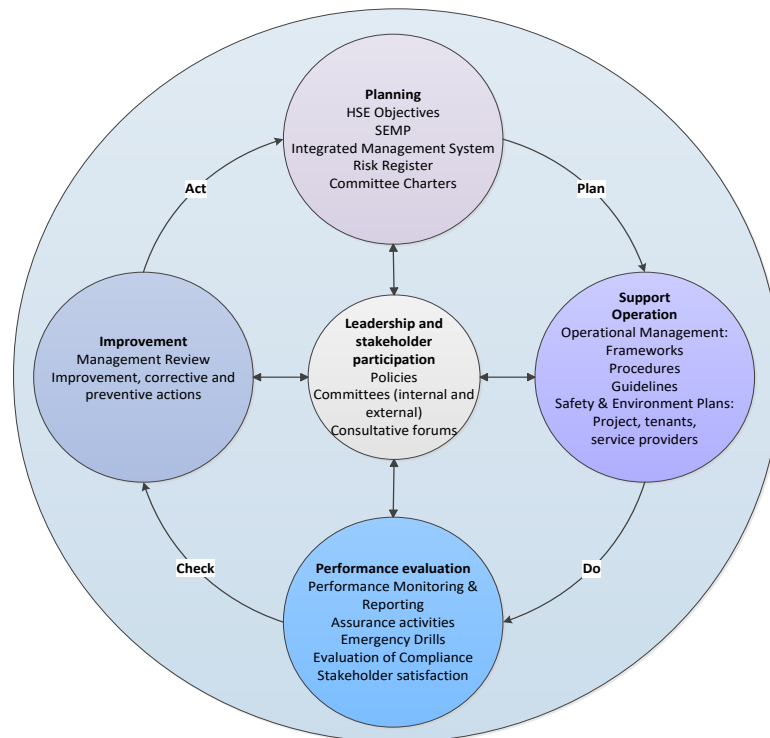 Planning
HSE Objectives
SEMP
Integrated Management System
Risk Register
Committee Charters
Act
Plan
Improvement
Management Review
Improvement, corrective and
preventive actions
Leadership and
stakeholder
participation
Policies
Committees (internal and
external)
Consultative forums
Support
Operation
Operational Management:
Frameworks
Procedures
Guidelines
Safety & Environment Plans:
Project, tenants,
service providers
Check
Do
Performance evaluation
Performance Monitoring &
Reporting
Assurance activities
Emergency Drills
Evaluation of Compliance
Stakeholder satisfaction